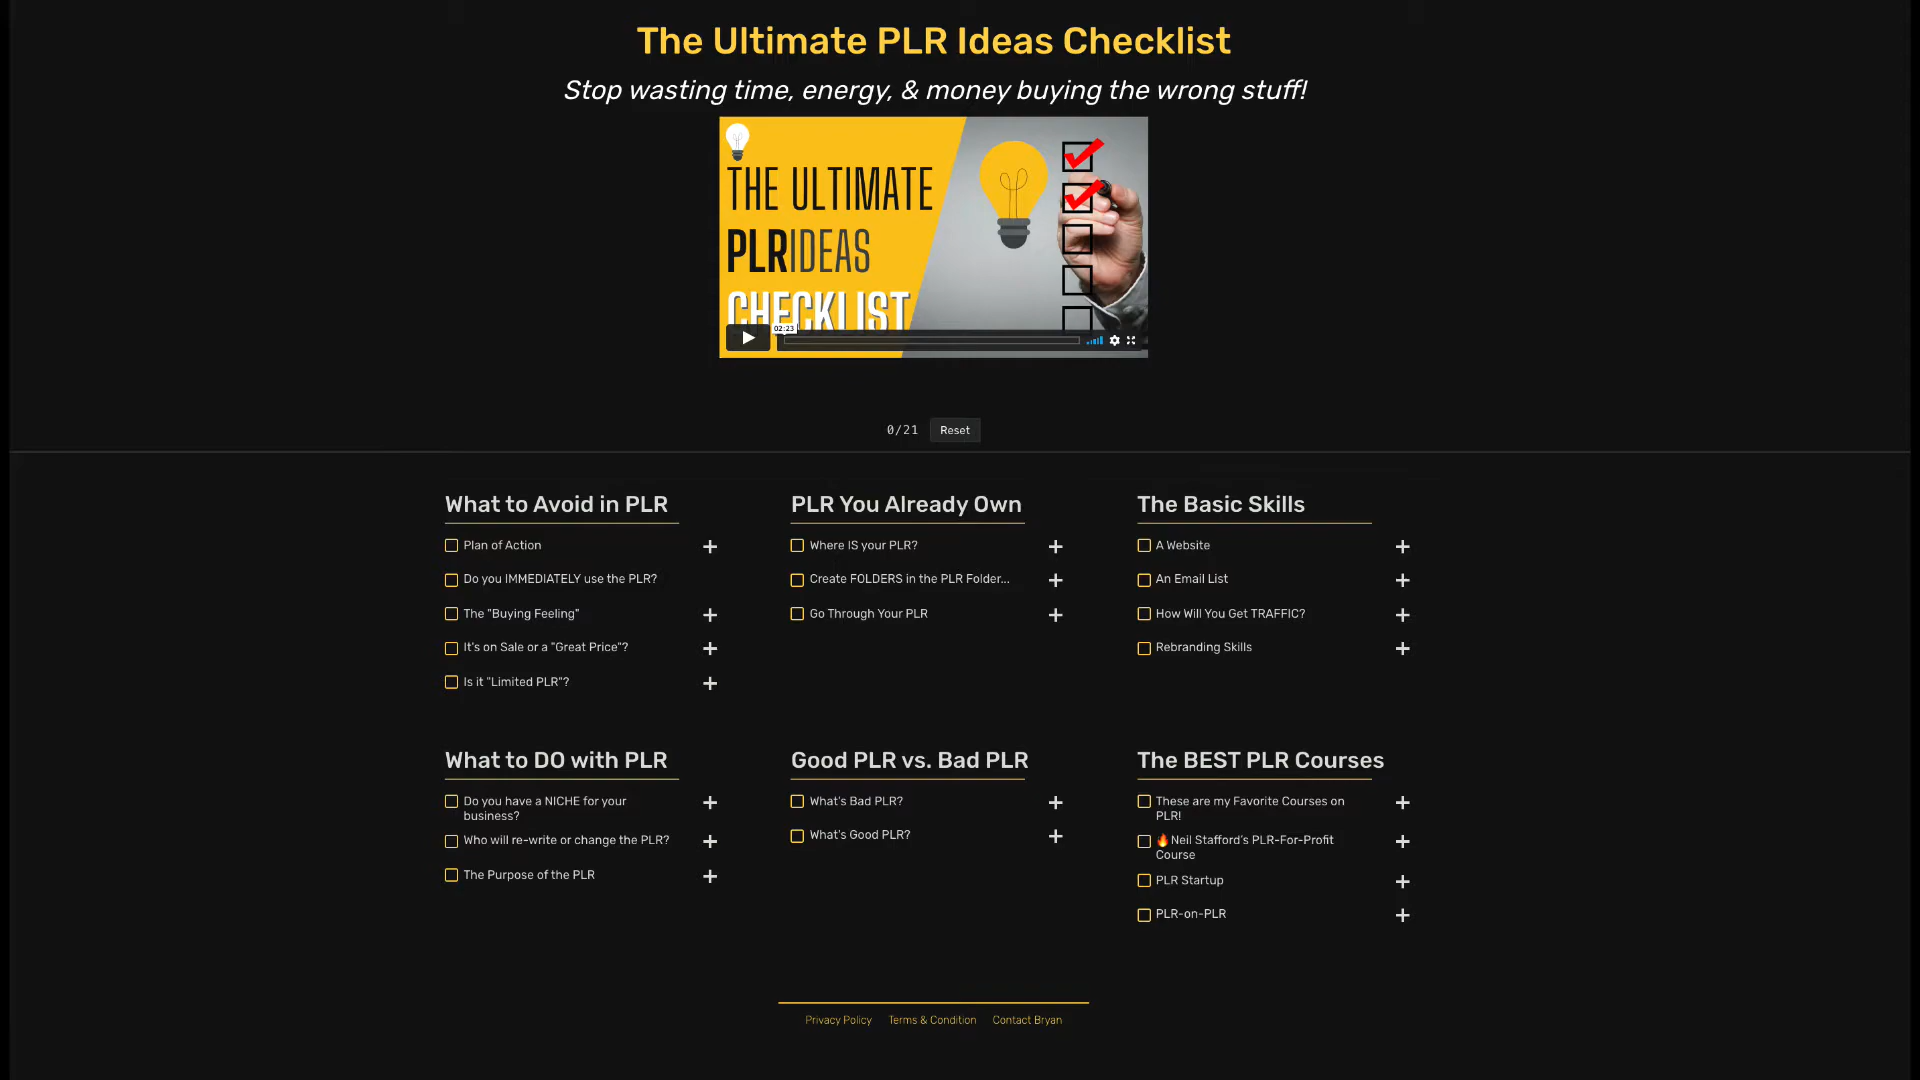 The Ultimate PLR Ideas Checklist
Stop wasting time, energy, & money buying the wrong stuff!
THE ULTIMATE
PLRIDEAS
CHECKLIST
02:23
0/21 Reset
What to Avoid in PLR
Plan of Action
Do you IMMEDIATELY use the PLR?
The "Buying Feeling"
It's on Sale or a "Great Price"?
Is it "Limited PLR"?
PLR You Already Own
Where IS your PLR?
Create FOLDERS in the PLR Folder...
Go Through Your PLR
The Basic Skills
A Website
An Email List
How Will You Get TRAFFIC?
Rebranding Skills
What to DO with PLR
Do you have a NICHE for your
business?
Who will re-write or change the PLR?
The Purpose of the PLR
Good PLR vs. Bad PLR
What's Bad PLR?
What's Good PLR?
The BEST PLR Courses
These are my Favorite Courses on
PLR!
🔥Neil Stafford's PLR-For-Profit
Course
PLR Startup
PLR-on-PLR
Privacy Policy Terms & Condition Contact Bryan